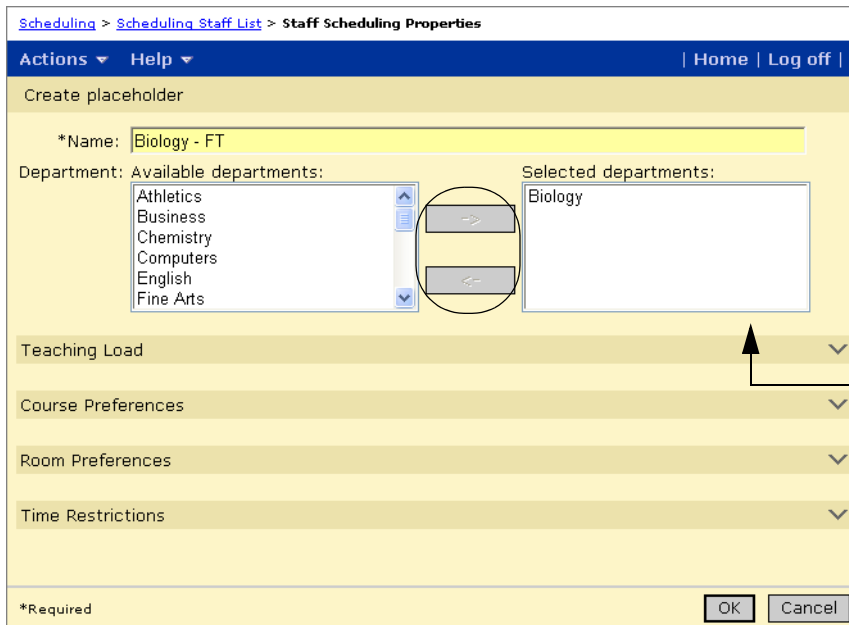 Scheduling > Scheduling Staff List > Staff Scheduling Properties
Actions Help | Home | Log off |
Create placeholder
*Name: Biology - FT
Department: Available departments: Selected departments:
Athletics Biology
Business
Chemistry
Computers
English
Fine Arts
->
<-
Teaching Load
Course Preferences
Room Preferences
Time Restrictions
*Required OK Cancel